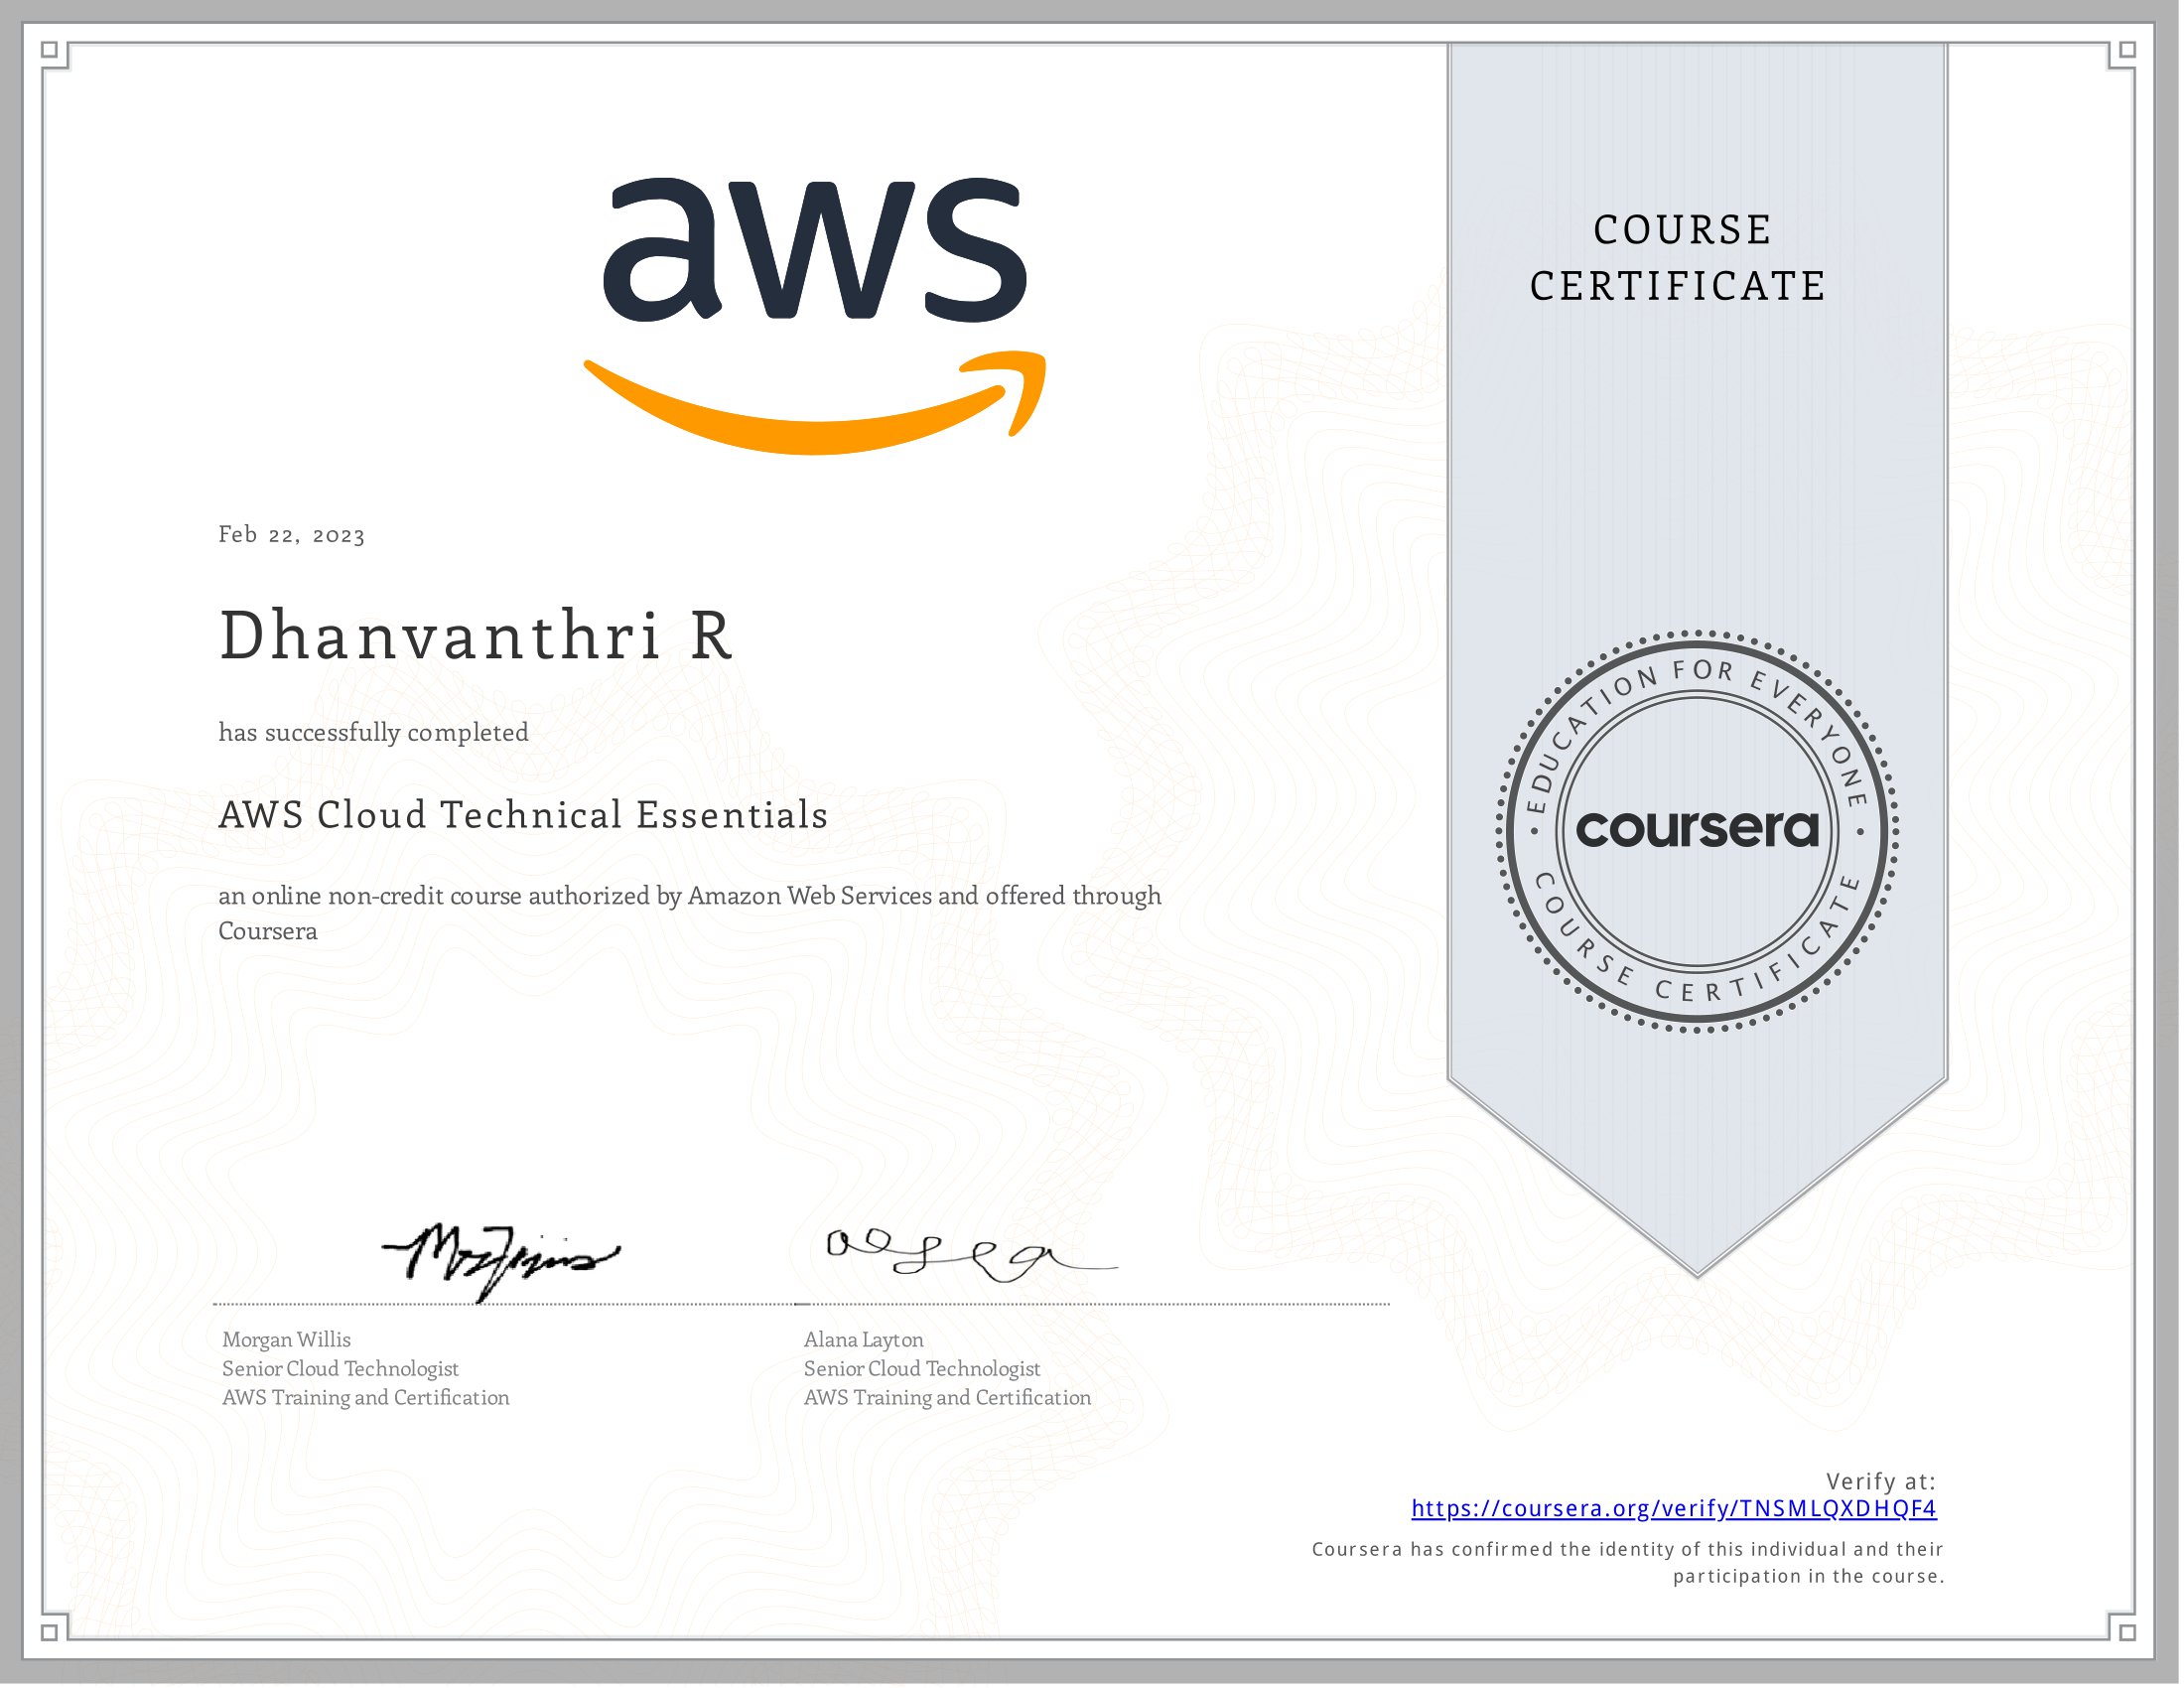 aws
COURSE
CERTIFICATE
Feb 22, 2023
Dhanvanthri R
has successfully completed
AWS Cloud Technical Essentials
an online non-credit course authorized by Amazon Web Services and offered through
Coursera
EDUCATION FOR EVERYONE
coursera
COURSE CERTIFICATE
Morgan Willis
Senior Cloud Technologist
AWS Training and Certification
Alana Layton
Senior Cloud Technologist
AWS Training and Certification
Verify at:
https://coursera.org/verify/TNSMLQXDHQF4
Coursera has confirmed the identity of this individual and their
participation in the course.